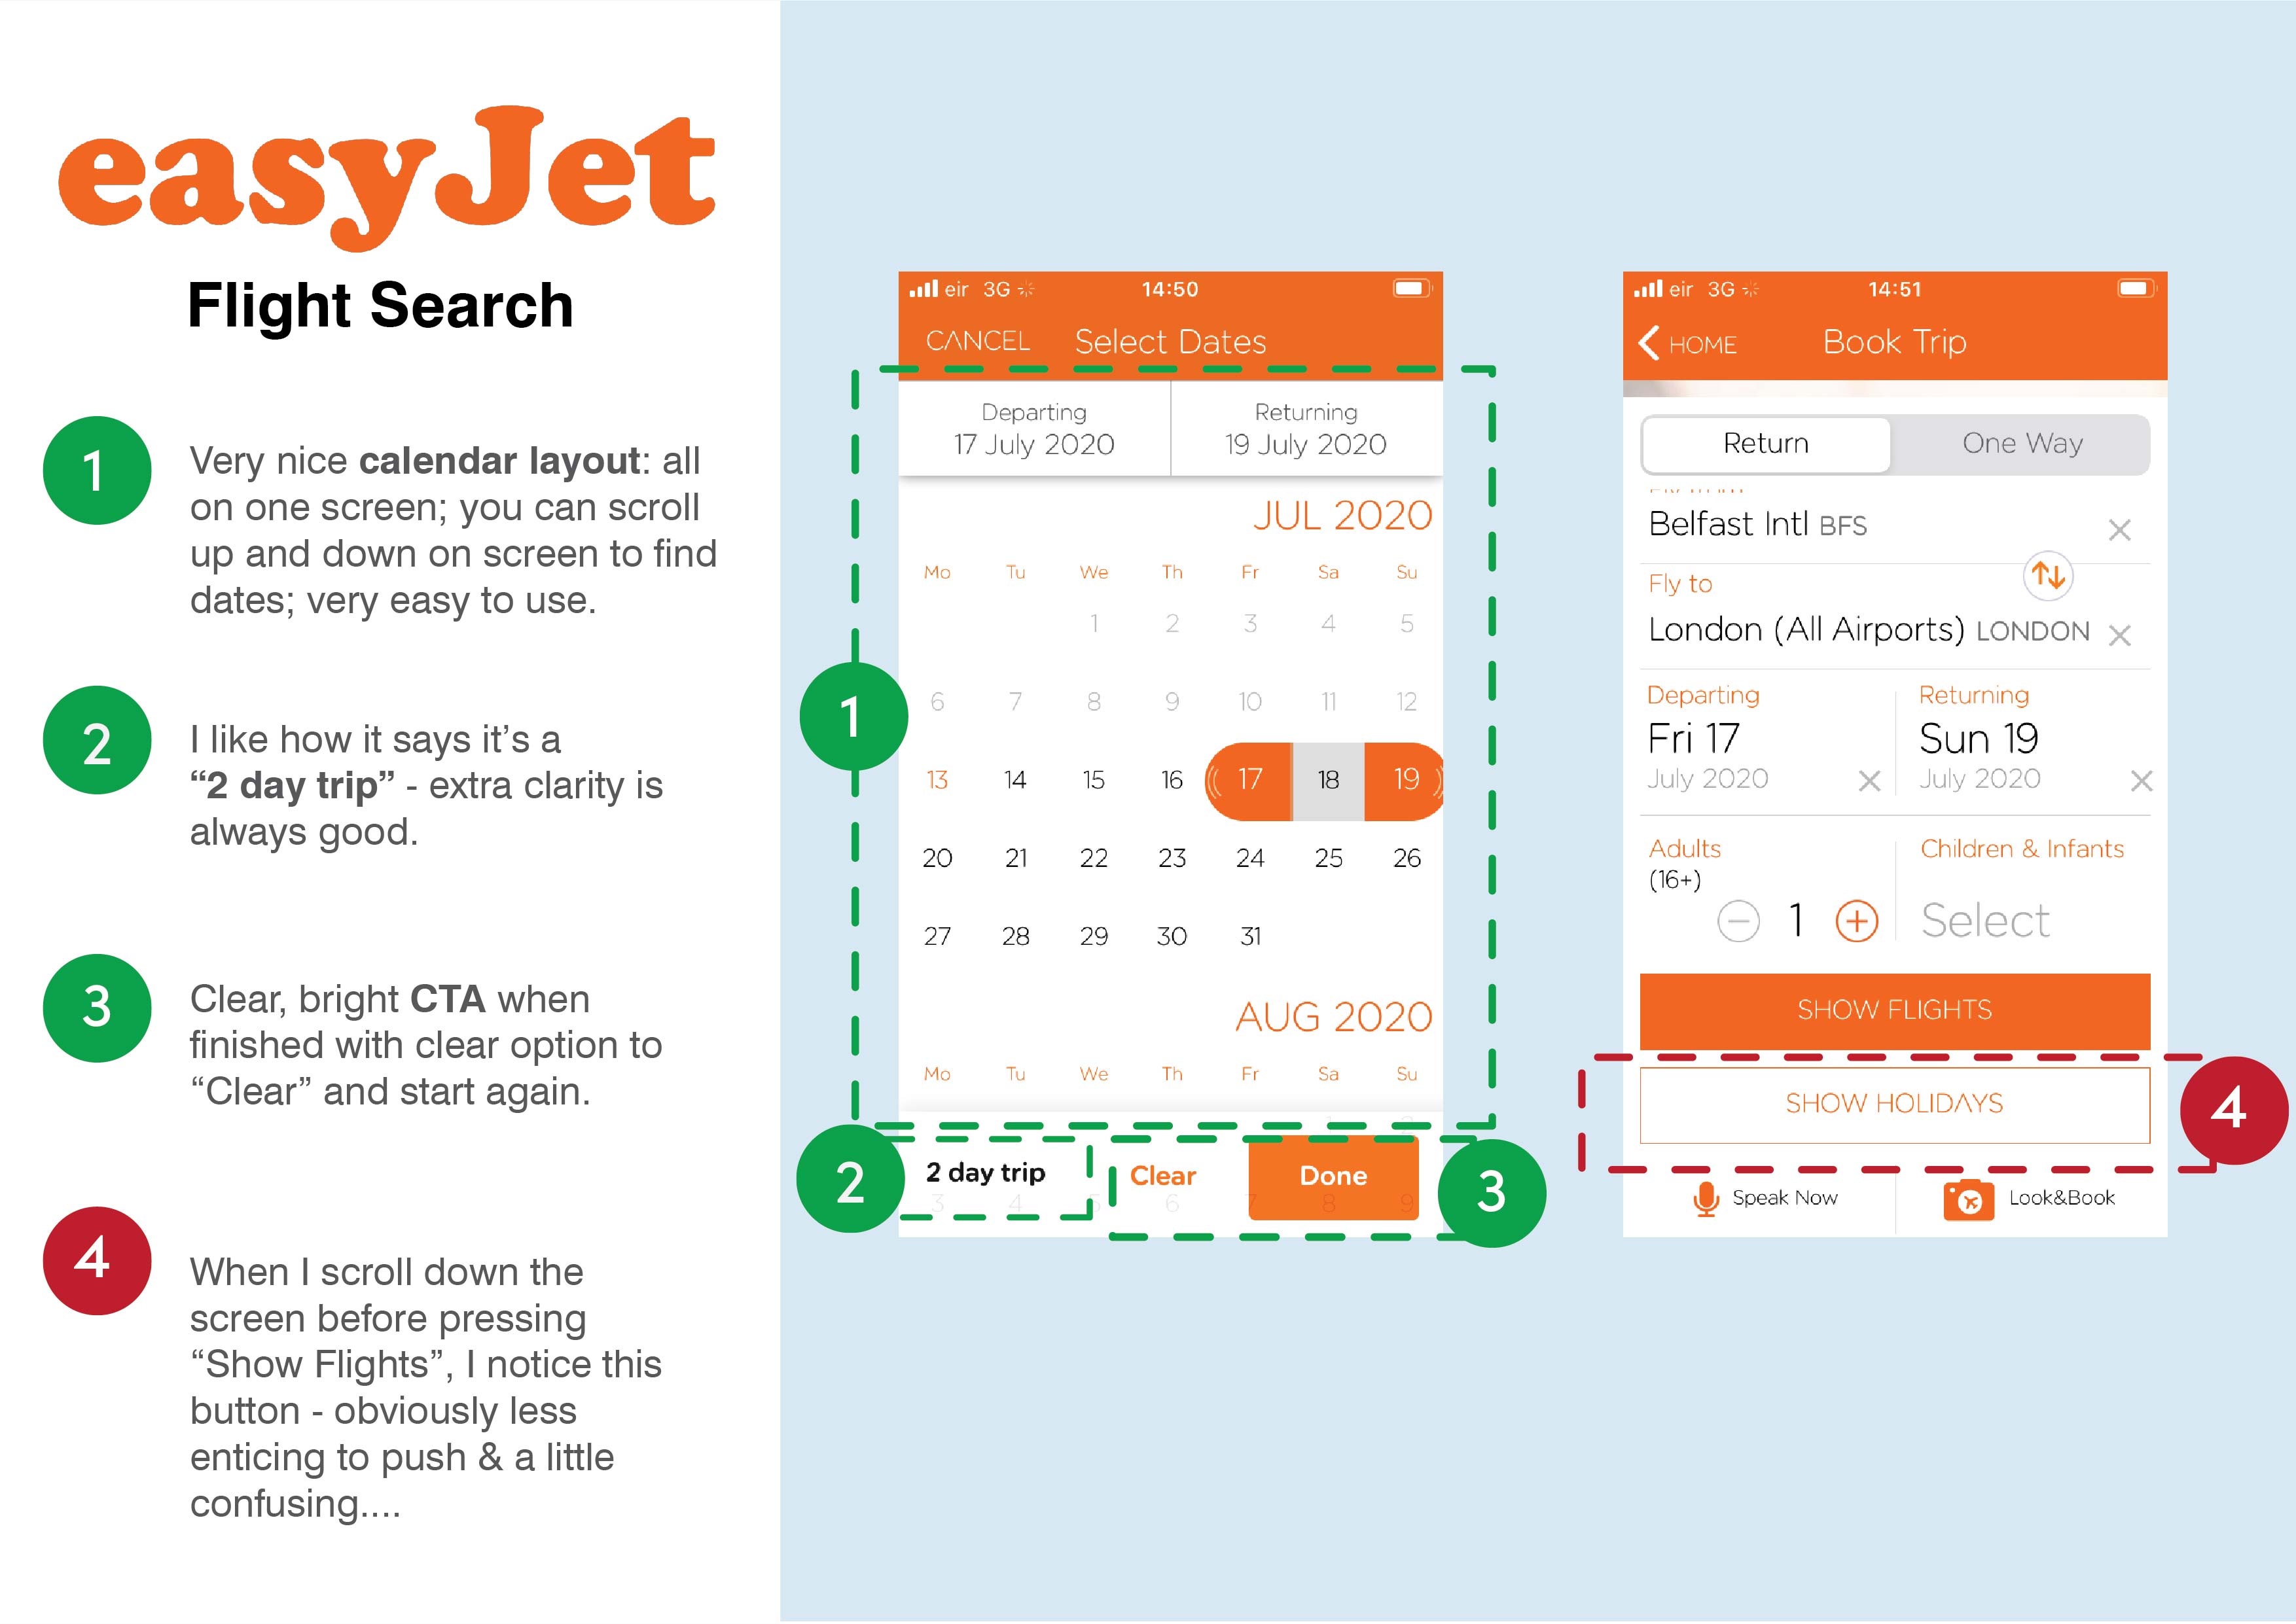 easyJet
Flight Search
1
Very nice calendar layout: all
on one screen; you can scroll
up and down on screen to find
dates; very easy to use.
2
I like how it says it’s a
“2 day trip” - extra clarity is
always good.
3
Clear, bright CTA when
finished with clear option to
“Clear” and start again.
4
When I scroll down the
screen before pressing
“Show Flights”, I notice this
button - obviously less
enticing to push & a little
confusing....
eir 3G 14:50
CANCEL Select Dates
Departing Returning
17 July 2020 19 July 2020
JUL 2020
Mo Tu We Th Fr Sa Su
1 2 3 4 5
6 7 8 9 10 11 12
13 14 15 16 17 18 19
20 21 22 23 24 25 26
27 28 29 30 31
AUG 2020
Mo Tu We Th Fr Sa Su
1 2
2 day trip Clear Done
3 4 5 6 7 8 9
1
2
3
eir 3G 14:51
HOME Book Trip
Return One Way
Belfast Intl BFS
Fly to
London (All Airports) LONDON
Departing Returning
Fri 17 Sun 19
July 2020 July 2020
Adults Children & Infants
(16+)
1 Select
SHOW FLIGHTS
SHOW HOLIDAYS
4
Speak Now Look&Book